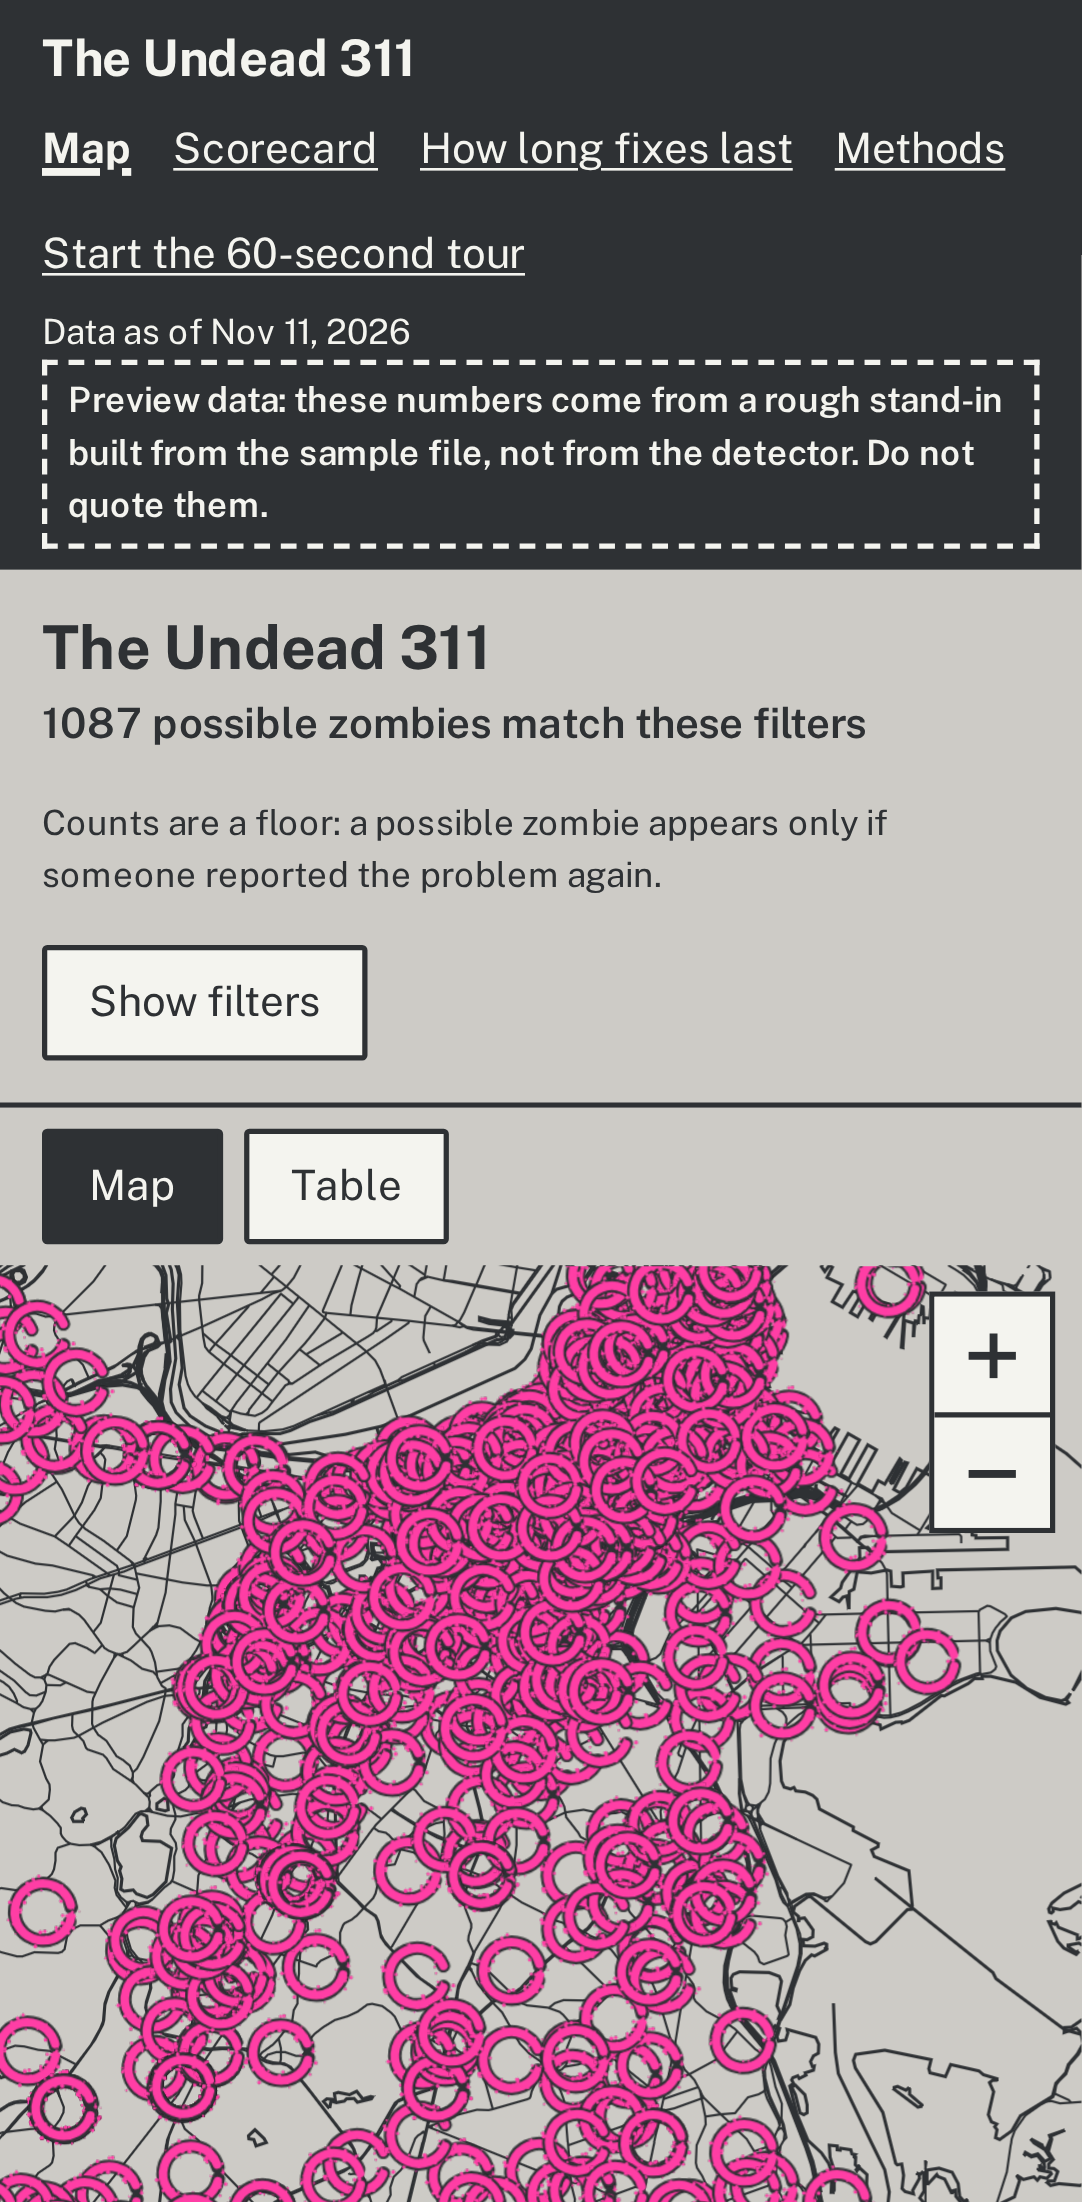 The Undead 311
Map Scorecard How long fixes last Methods
Start the 60-second tour
Data as of Nov 11, 2026
Preview data: these numbers come from a rough stand-in
built from the sample file, not from the detector. Do not
quote them.
The Undead 311
1087 possible zombies match these filters
Counts are a floor: a possible zombie appears only if
someone reported the problem again.
Show filters
Map Table
+
−